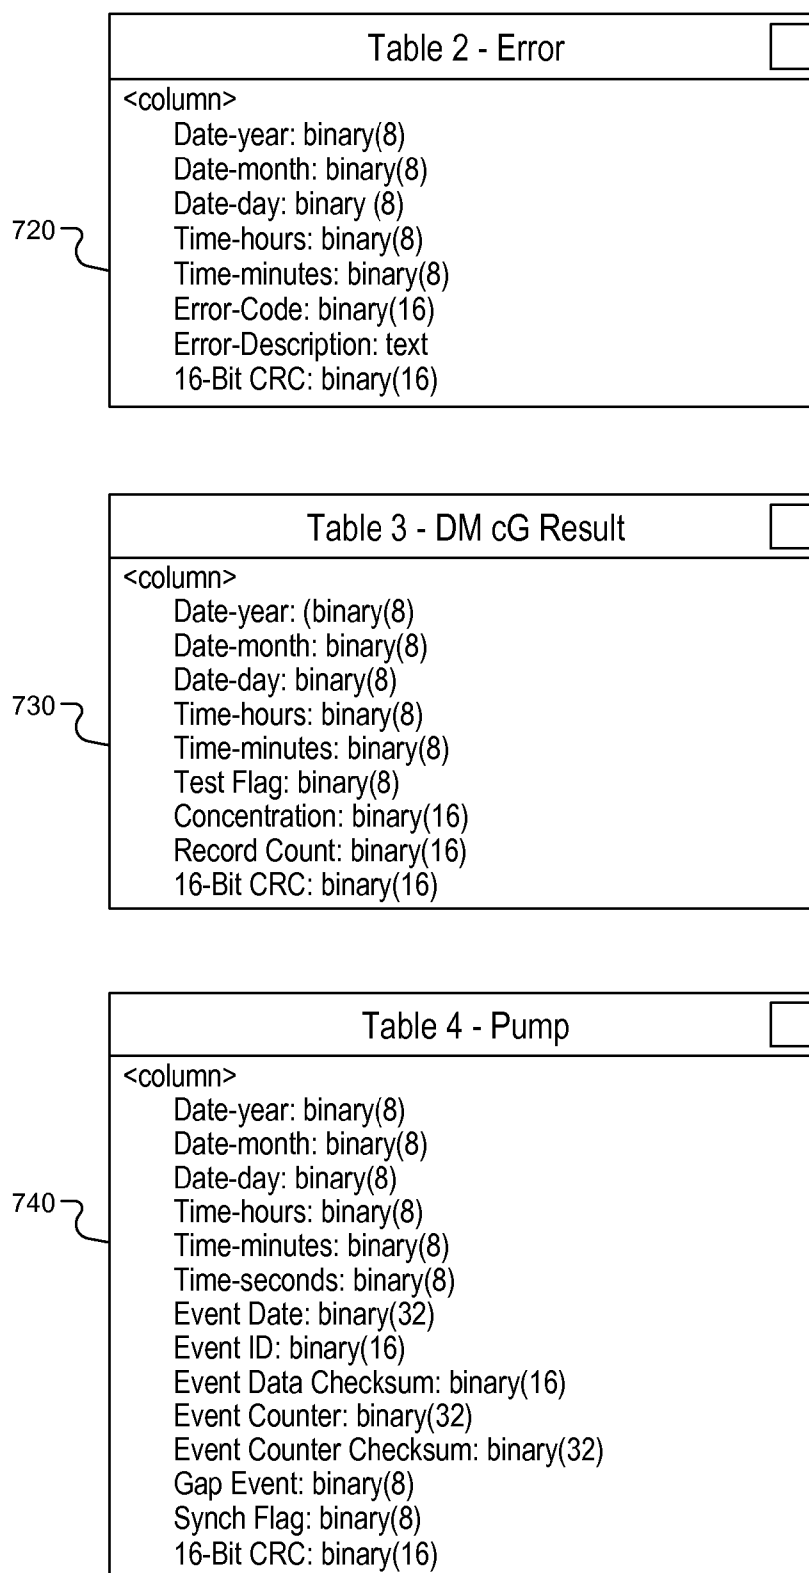 Table 2 - Error
<column>
Date-year: binary(8)
Date-month: binary(8)
Date-day: binary (8)
720
Time-hours: binary(8)
Time-minutes: binary(8)
Error-Code: binary(16)
Error-Description: text
16-Bit CRC: binary(16)
Table 3 - DM cG Result
<column>
Date-year: (binary(8)
Date-month: binary(8)
Date-day: binary(8)
730
Time-hours: binary(8)
Time-minutes: binary(8)
Test Flag: binary(8)
Concentration: binary(16)
Record Count: binary(16)
16-Bit CRC: binary(16)
Table 4 - Pump
<column>
Date-year: binary(8)
Date-month: binary(8)
Date-day: binary(8)
740
Time-hours: binary(8)
Time-minutes: binary(8)
Time-seconds: binary(8)
Event Date: binary(32)
Event ID: binary(16)
Event Data Checksum: binary(16)
Event Counter: binary(32)
Event Counter Checksum: binary(32)
Gap Event: binary(8)
Synch Flag: binary(8)
16-Bit CRC: binary(16)